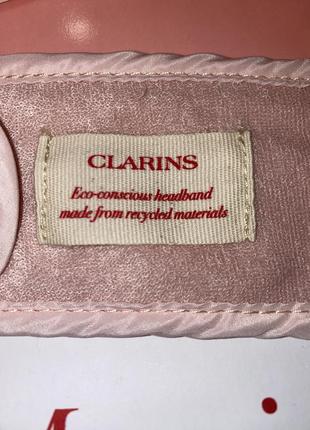 CLARINS
Eco-conscious headband
made from recycled materials